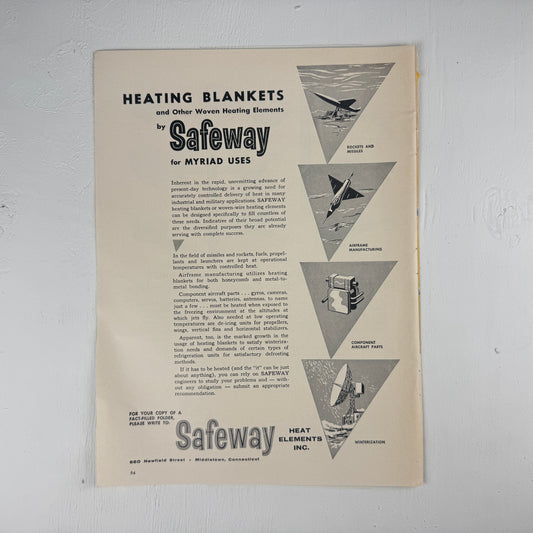 HEATING BLANKETS
and Other Woven Heating Elements
by Safeway
for MYRIAD USES
Inherent in the rapid, unremitting advance of
present-day technology is a growing need for
accurately controlled delivery of heat in many
industrial and military applications. SAFEWAY
heating blankets or woven-wire heating elements
can be designed specifically to fill countless of
these needs. Indicative of their broad potential
are the diversified purposes they are already
serving with complete success.
In the field of missiles and rockets, fuels, propel-
lants and launchers are kept at operational
temperatures with controlled heat.
Airframe manufacturing utilizes heating
blankets for both honeycomb and metal-to-
metal bonding.
Component aircraft parts . . . gyros, cameras,
computers, servos, batteries, antennas, to name
just a few . . . must be heated when exposed to
the freezing environment at the altitudes at
which jets fly. Also needed at low operating
temperatures are de-icing units for propellers,
wings, vertical fins and horizontal stabilizers.
Apparent, too, is the marked growth in the
usage of heating blankets to satisfy winteriza-
tion needs and demands of certain types of
refrigeration units for satisfactory defrosting
methods.
If it has to be heated (and the "it" can be just
about anything), you can rely on SAFEWAY
engineers to study your problems and — with-
out any obligation — submit an appropriate
recommendation.
ROCKETS AND
MISSILES
AIRFRAME
MANUFACTURING
COMPONENT
AIRCRAFT PARTS
WINTERIZATION
FOR YOUR COPY OF A
FACT-FILLED FOLDER,
PLEASE WRITE TO:
Safeway
HEAT
ELEMENTS
INC.
680 Newfield Street • Middletown, Connecticut